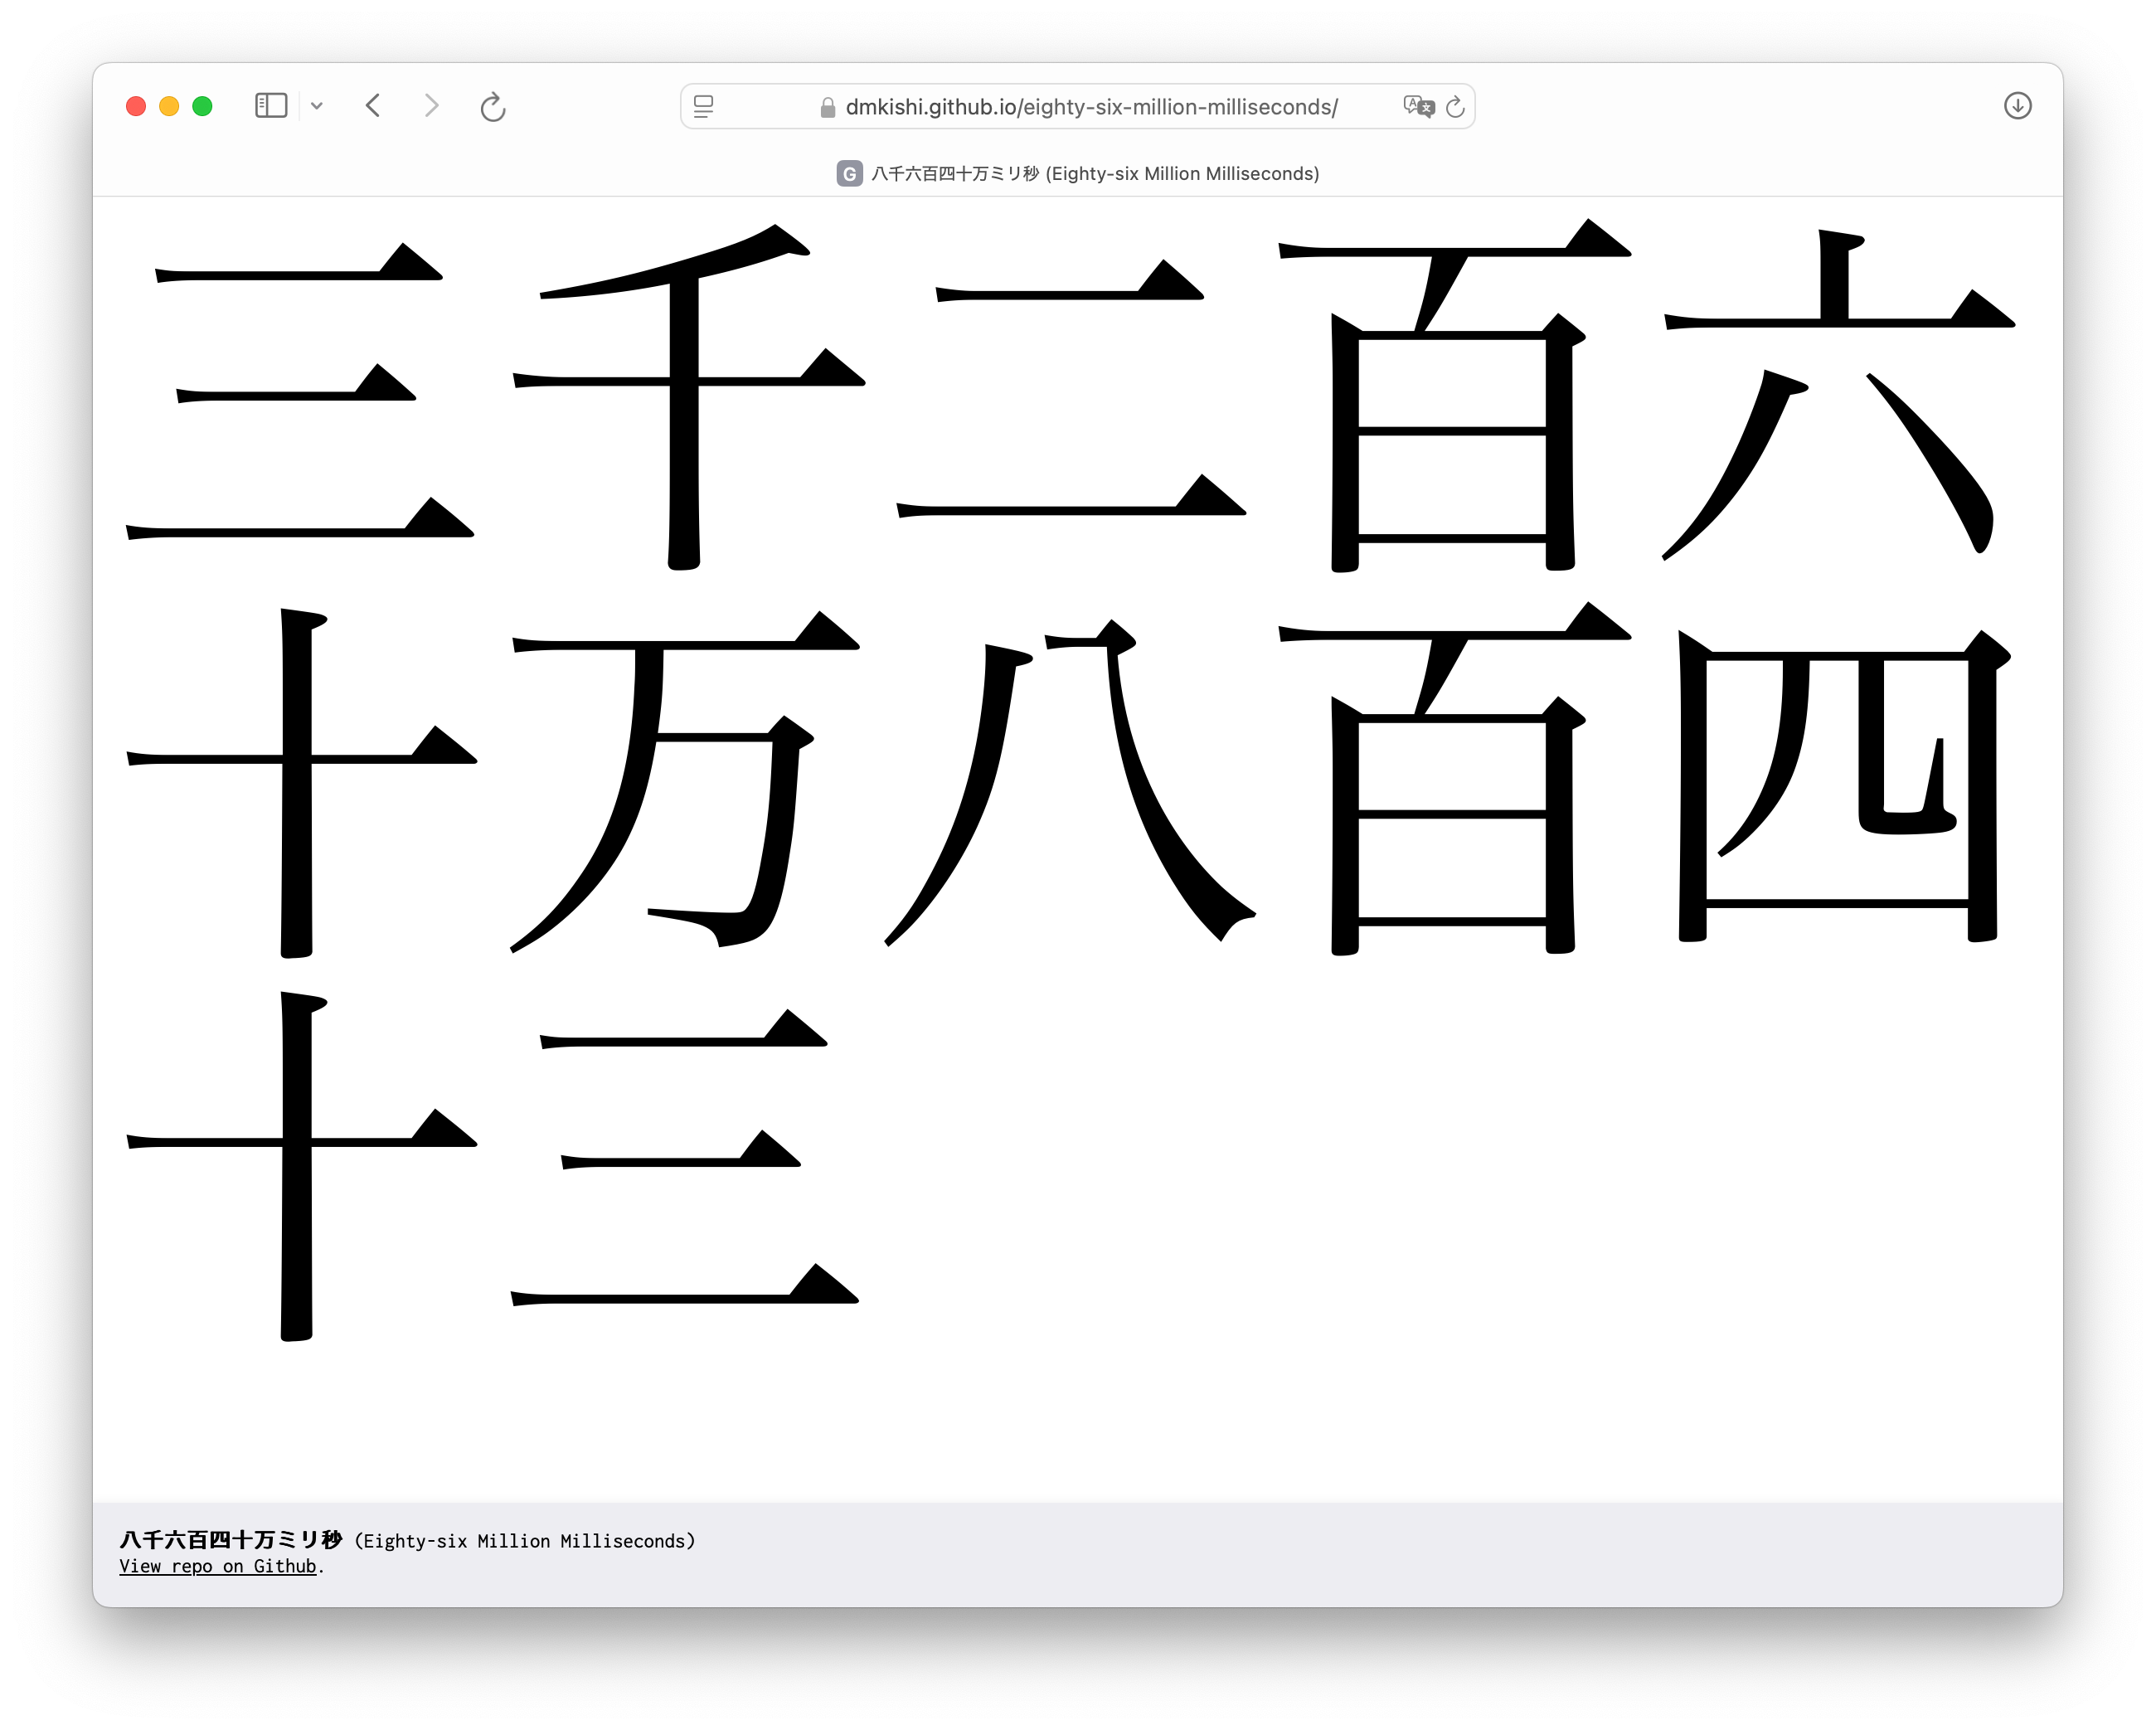 dmkishi.github.io/eighty-six-million-milliseconds/
G 八千六百四十万ミリ秒 (Eighty-six Million Milliseconds)
三千二百六
十万八百四
十三
八千六百四十万ミリ秒 (Eighty-six Million Milliseconds)
View repo on Github.